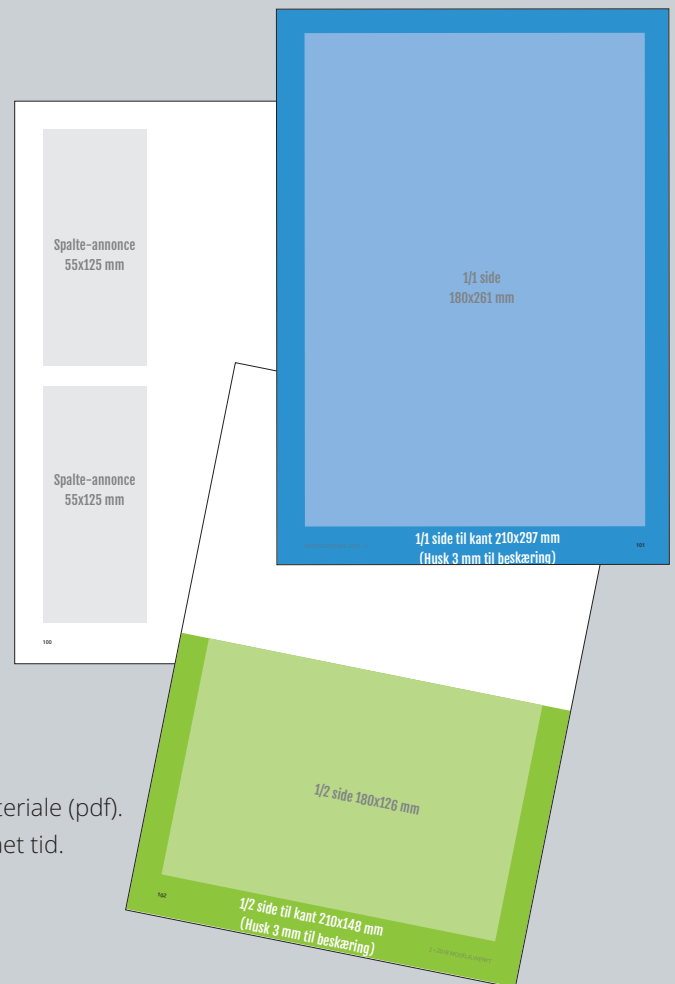 Spalte-annonce
55x125 mm
Spalte-annonce
55x125 mm
100
1/1 side
180x261 mm
1/1 side til kant 210x297 mm
(Husk 3 mm til beskæring)
101
1/2 side 180x126 mm
102
1/2 side til kant 210x148 mm
(Husk 3 mm til beskæring)
teriale (pdf).
net tid.